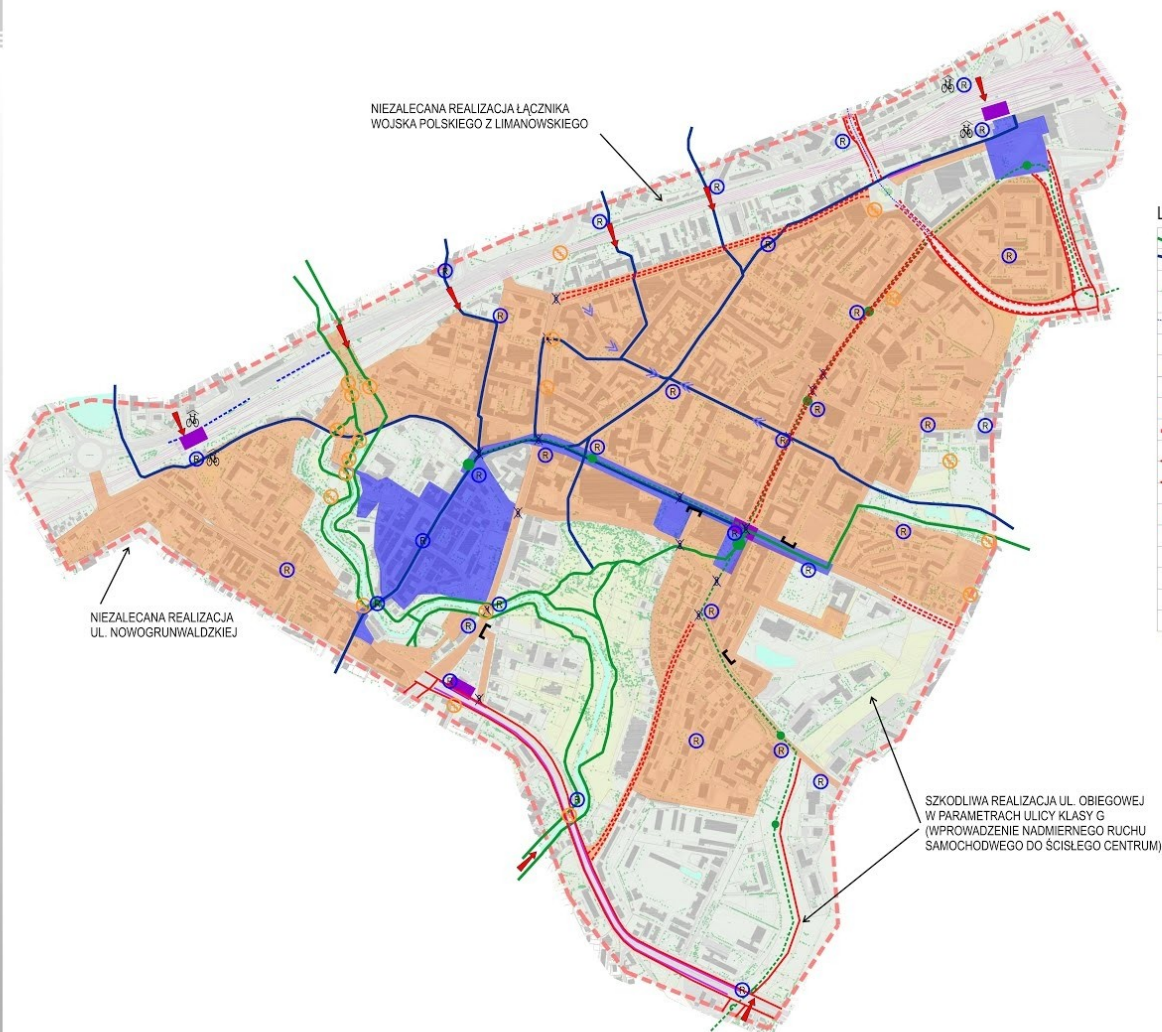 NIEZALECANA REALIZACJA ŁĄCZNIKA
WOJSKA POLSKIEGO Z LIMANOWSKIEGO
L
NIEZALECANA REALIZACJA
UL. NOWOGRUNWALDZKIEJ
SZKODLIWA REALIZACJA UL. OBIEGOWEJ
W PARAMETRACH ULICY KLASY G
(WPROWADZENIE NADMIERNEGO RUCHU
SAMOCHODWEGO DO ŚCISŁEGO CENTRUM)